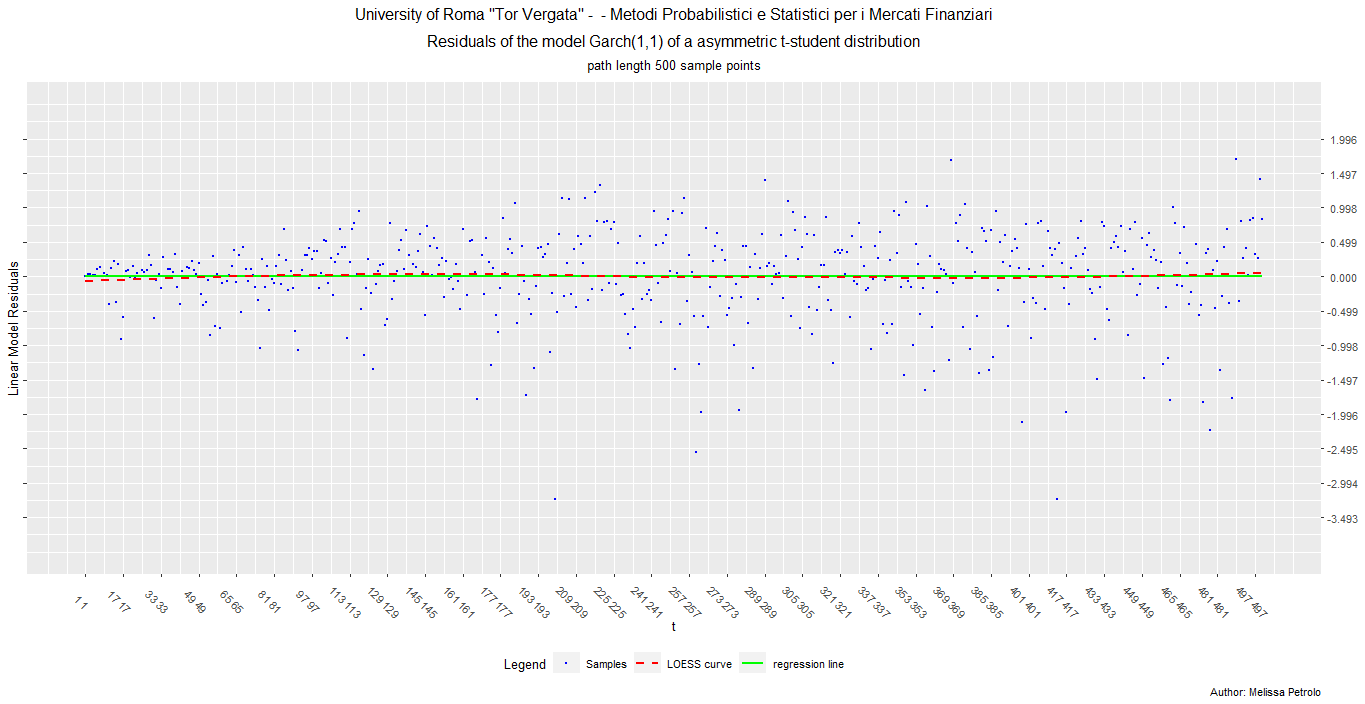 University of Roma "Tor Vergata" -  - Metodi Probabilistici e Statistici per i Mercati Finanziari
Residuals of the model Garch(1,1) of a asymmetric t-student distribution
path length 500 sample points
Linear Model Residuals
1.996
1.497
0.998
0.499
0.000
-0.499
-0.998
-1.497
-1.996
-2.495
-2.994
-3.493
1 1 17 17 33 33 49 49 65 65 81 81 97 97 113 113 129 129 145 145 161 161 177 177 193 193 209 209 225 225 241 241 257 257 273 273 289 289 305 305 321 321 337 337 353 353 369 369 385 385 401 401 417 417 433 433 449 449 465 465 481 481 497 497
t
Legend Samples LOESS curve regression line
Author: Melissa Petrolo